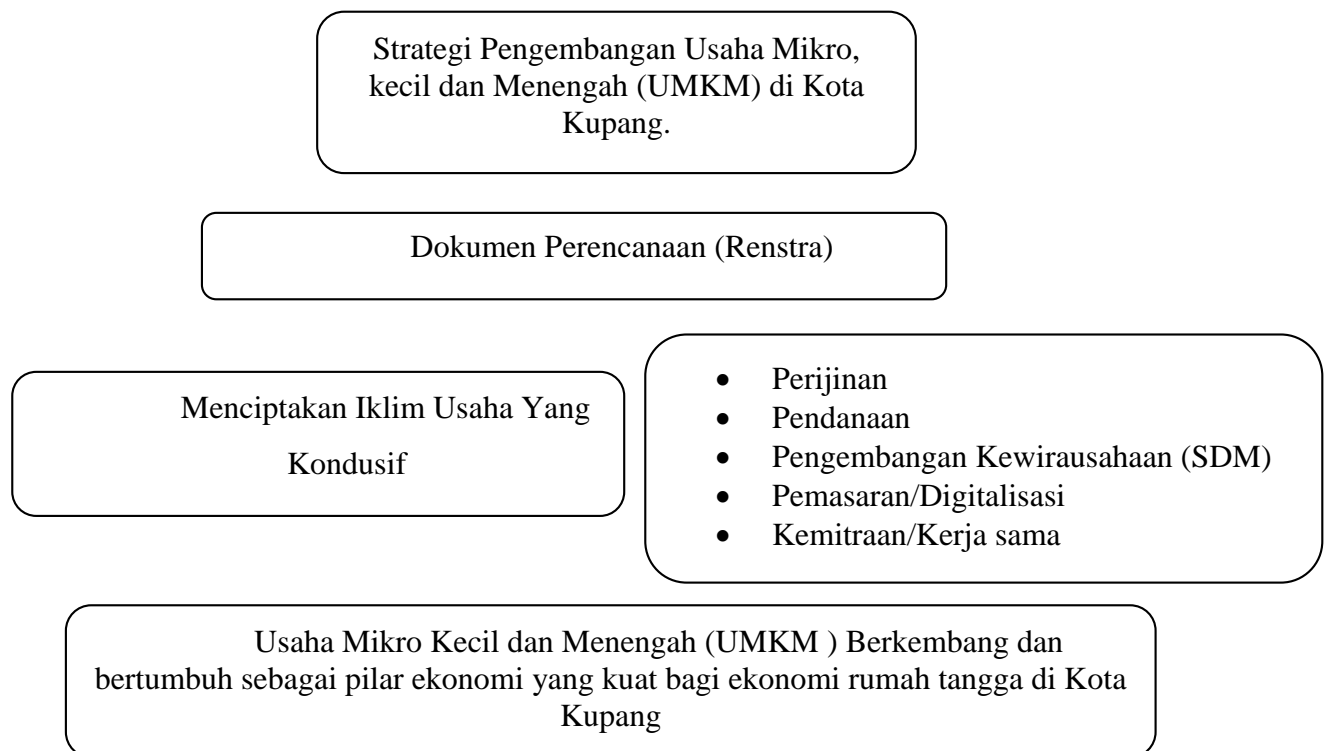 Strategi Pengembangan Usaha Mikro,
kecil dan Menengah (UMKM) di Kota
Kupang.
Dokumen Perencanaan (Renstra)
Menciptakan Iklim Usaha Yang
Kondusif
• Perijinan
• Pendanaan
• Pengembangan Kewirausahaan (SDM)
• Pemasaran/Digitalisasi
• Kemitraan/Kerja sama
Usaha Mikro Kecil dan Menengah (UMKM ) Berkembang dan
bertumbuh sebagai pilar ekonomi yang kuat bagi ekonomi rumah tangga di Kota
Kupang